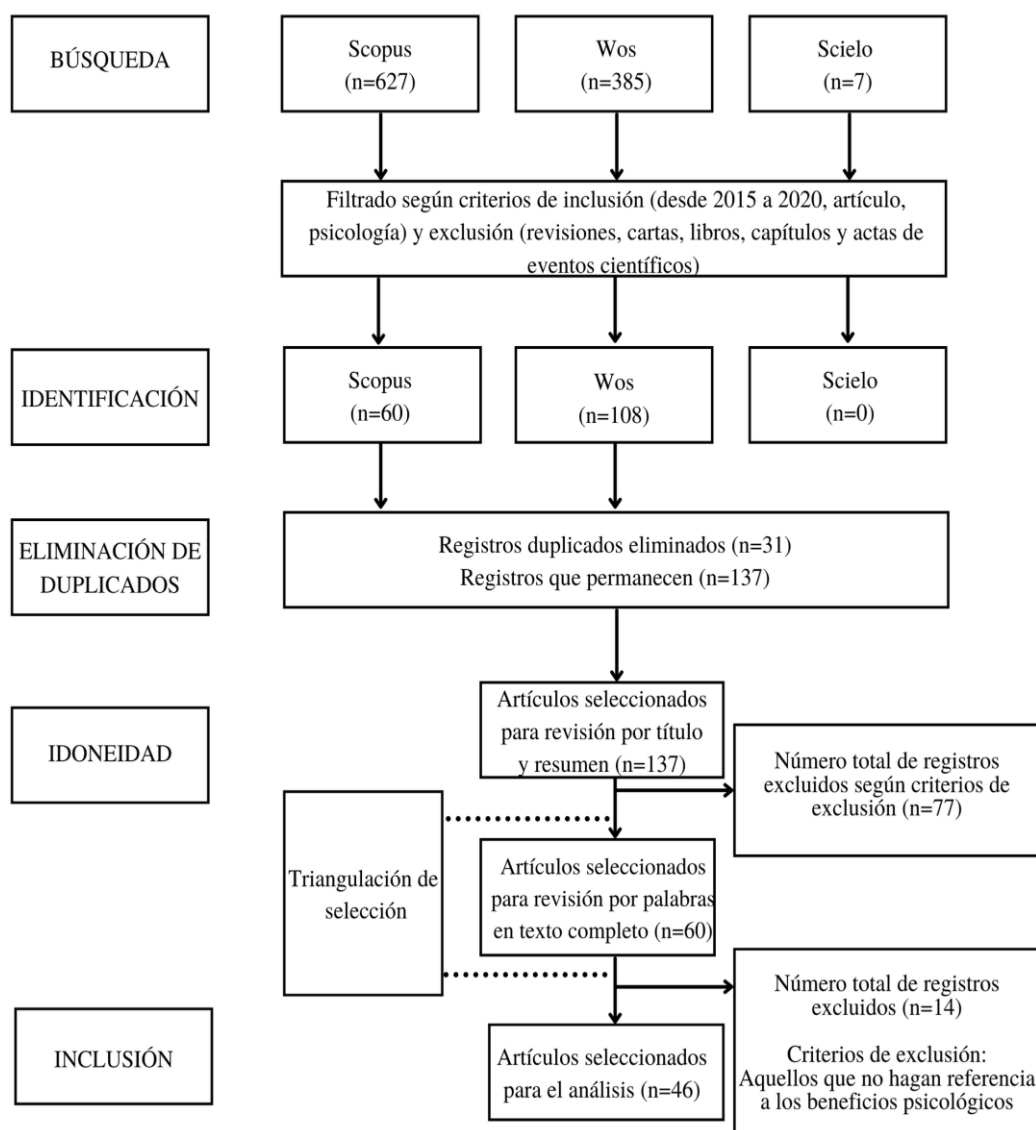 BÚSQUEDA
Scopus
(n=627)
Wos
(n=385)
Scielo
(n=7)
Filtrado según criterios de inclusión (desde 2015 a 2020, artículo,
psicología) y exclusión (revisiones, cartas, libros, capítulos y actas de
eventos científicos)
IDENTIFICACIÓN
Scopus
(n=60)
Wos
(n=108)
Scielo
(n=0)
ELIMINACIÓN DE
DUPLICADOS
Registros duplicados eliminados (n=31)
Registros que permanecen (n=137)
IDONEIDAD
Artículos seleccionados
para revisión por título
y resumen (n=137)
Número total de registros
excluidos según criterios de
exclusión (n=77)
Triangulación de
selección
Artículos seleccionados
para revisión por palabras
en texto completo (n=60)
Número total de registros
excluidos (n=14)
Criterios de exclusión:
Aquellos que no hagan referencia
a los beneficios psicológicos
INCLUSIÓN
Artículos seleccionados
para el análisis (n=46)